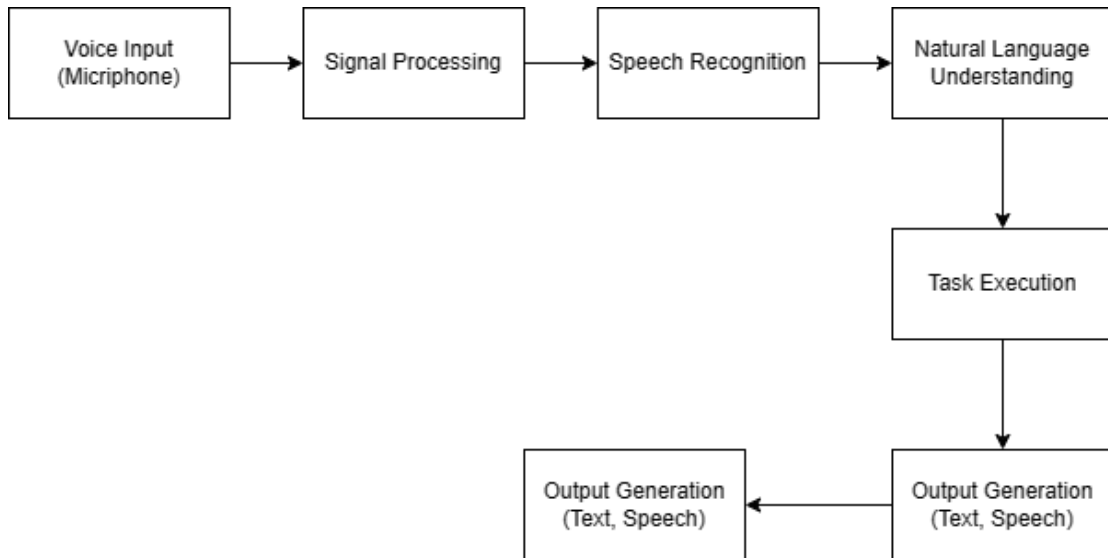 Voice Input
(Micriphone)
Signal Processing
Speech Recognition
Natural Language
Understanding
Task Execution
Output Generation
(Text, Speech)
Output Generation
(Text, Speech)